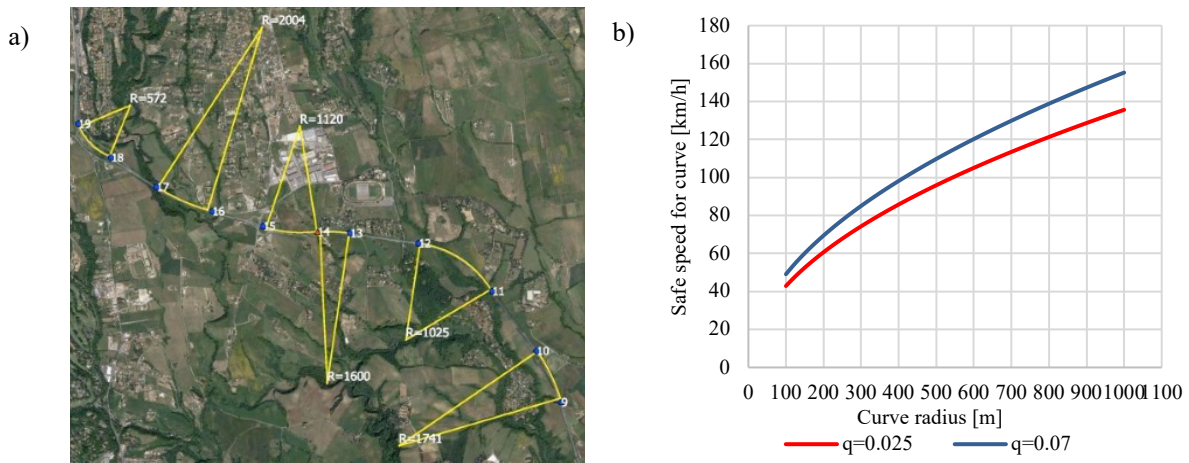 a)
R=2004
R=572
19
18
R=1120
17
16
15
14
13
12
11
R=1025
10
R=1600
9
R=1741
b)
Safe speed for curve [km/h]
180
160
140
120
100
80
60
40
20
0
0 100 200 300 400 500 600 700 800 900 1000 1100
Curve radius [m]
q=0.025 q=0.07